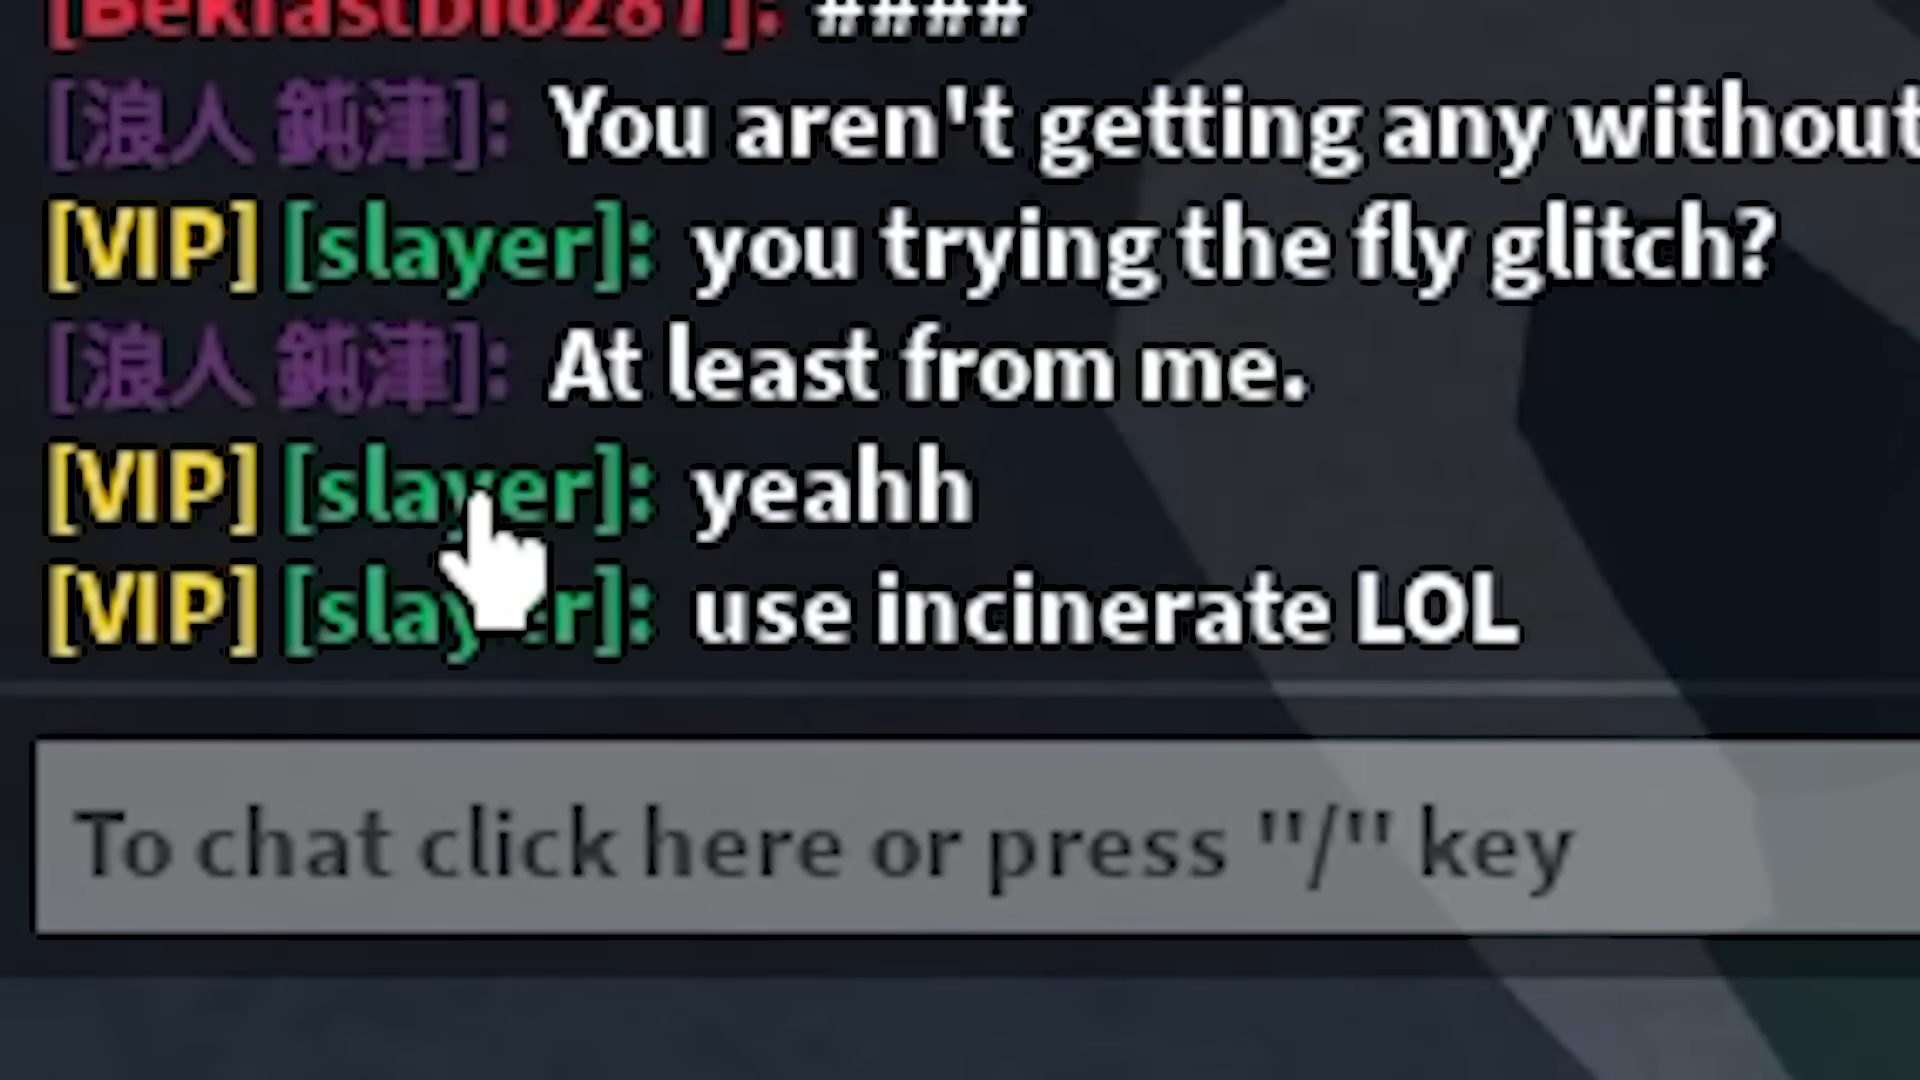 ####
[浪人 鈍津]: You aren't getting any without
[VIP] [slayer]: you trying the fly glitch?
[浪人 鈍津]: At least from me.
[VIP] [slayer]: yeahh
[VIP] [slayer]: use incinerate LOL
To chat click here or press "/" key